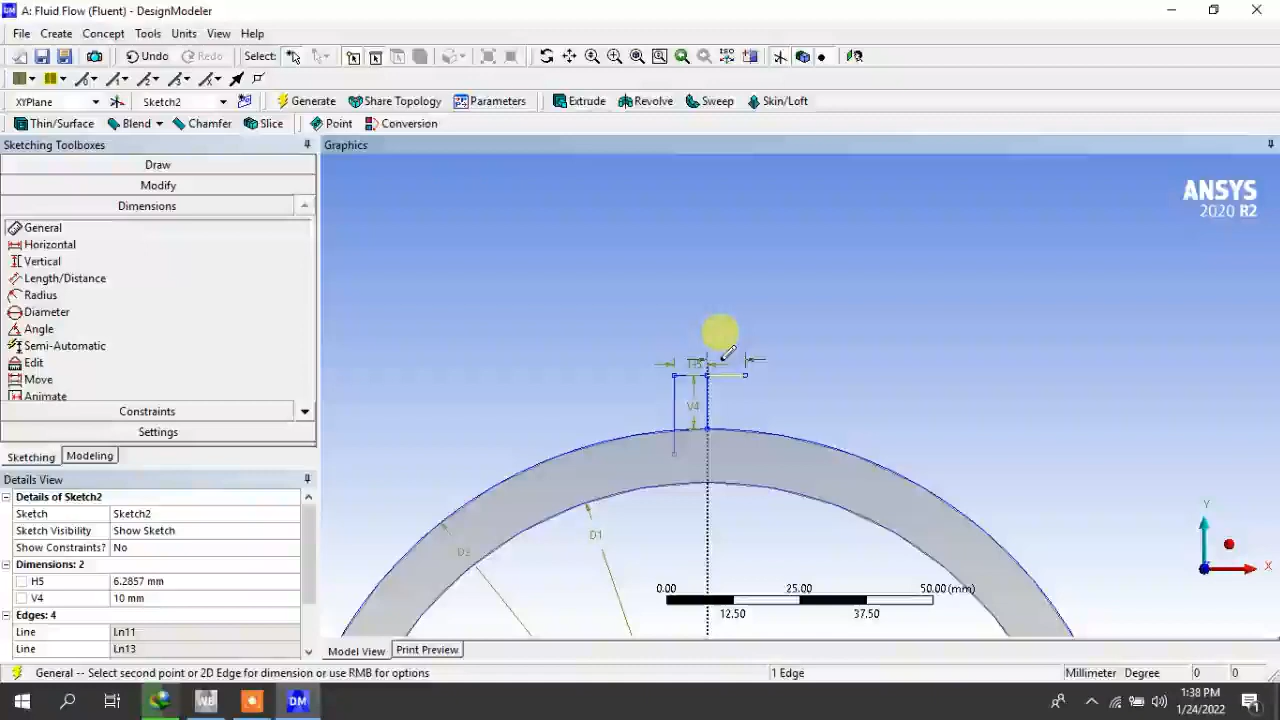 A: Fluid Flow (Fluent) - DesignModeler
File Create Concept Tools Units View Help
Undo Redo Select:
XYPlane Sketch2 Generate Share Topology Parameters Extrude Revolve Sweep Skin/Loft
Thin/Surface Blend Chamfer Slice Point Conversion
Sketching Toolboxes
Draw
Modify
Dimensions
General
Horizontal
Vertical
Length/Distance
Radius
Diameter
Angle
Semi-Automatic
Edit
Move
Animate
Constraints
Settings
Sketching Modeling
Details View
Details of Sketch2
Sketch Sketch2
Sketch Visibility Show Sketch
Show Constraints? No
Dimensions: 2
H5 6.2857 mm
V4 10 mm
Edges: 4
Line Ln11
Line Ln13
Graphics
ANSYS
2020 R2
V4
D1
0.00 25.00 50.00 (mm)
12.50 37.50
Y
X
Model View Print Preview
General -- Select second point or 2D Edge for dimension or use RMB for options 1 Edge Millimeter Degree 0 0
DM
WB
DM
1:38 PM
1/24/2022